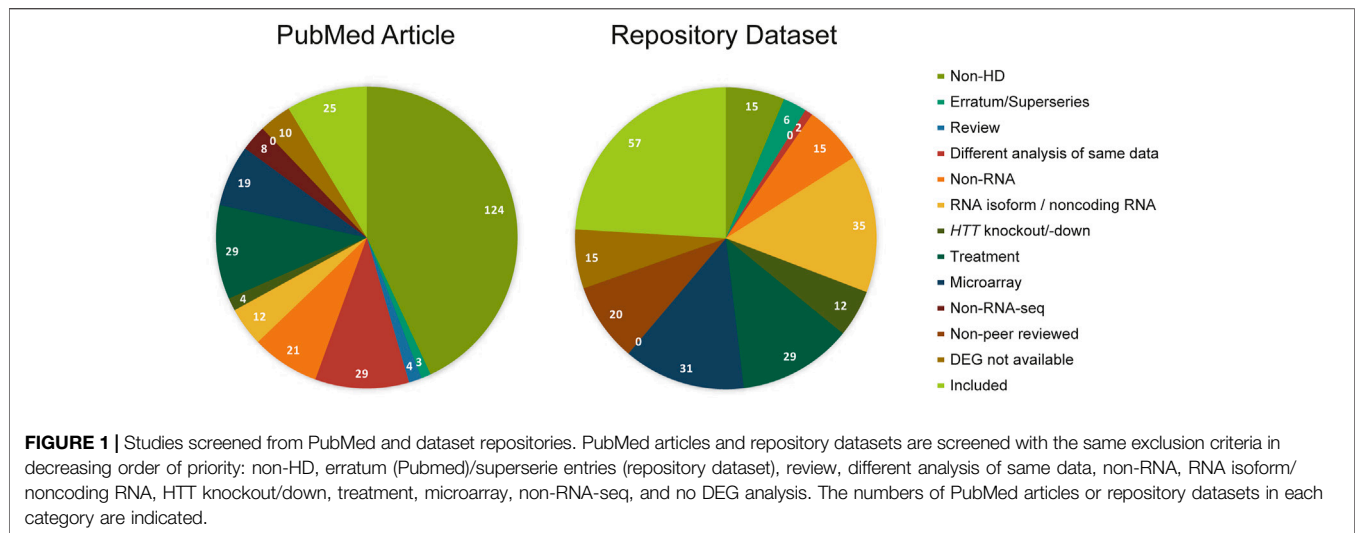 PubMed Article
Repository Dataset
25
10
0
8
19
29
4
12
21
29
4
3
124
57
15
6
0
2
15
35
12
29
31
0
20
15
Non-HD
Erratum/Superseries
Review
Different analysis of same data
Non-RNA
RNA isoform / noncoding RNA
HTT knockout/-down
Treatment
Microarray
Non-RNA-seq
Non-peer reviewed
DEG not available
Included
FIGURE 1 | Studies screened from PubMed and dataset repositories. PubMed articles and repository datasets are screened with the same exclusion criteria in
decreasing order of priority: non-HD, erratum (Pubmed)/superserie entries (repository dataset), review, different analysis of same data, non-RNA, RNA isoform/
noncoding RNA, HTT knockout/down, treatment, microarray, non-RNA-seq, and no DEG analysis. The numbers of PubMed articles or repository datasets in each
category are indicated.